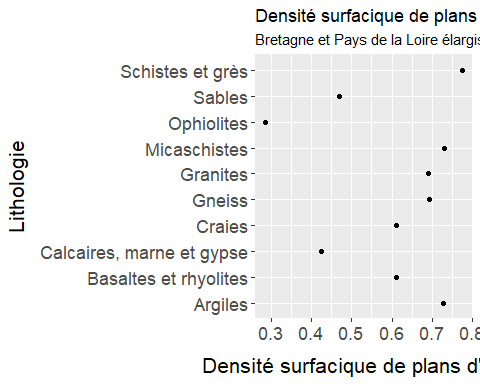 Densité surfacique de plans
Bretagne et Pays de la Loire élargis
Lithologie
Schistes et grès
Sables
Ophiolites
Micaschistes
Granites
Gneiss
Craies
Calcaires, marne et gypse
Basaltes et rhyolites
Argiles
0.3 0.4 0.5 0.6 0.7 0.8
Densité surfacique de plans d'